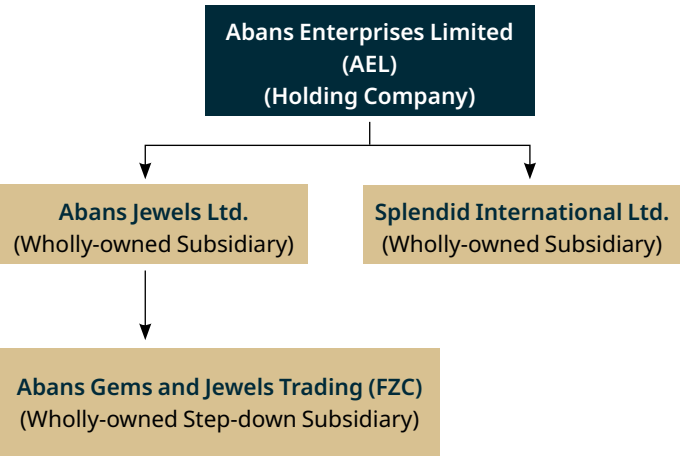 Abans Enterprises Limited
(AEL)
(Holding Company)
Abans Jewels Ltd.
(Wholly-owned Subsidiary)
Splendid International Ltd.
(Wholly-owned Subsidiary)
Abans Gems and Jewels Trading (FZC)
(Wholly-owned Step-down Subsidiary)